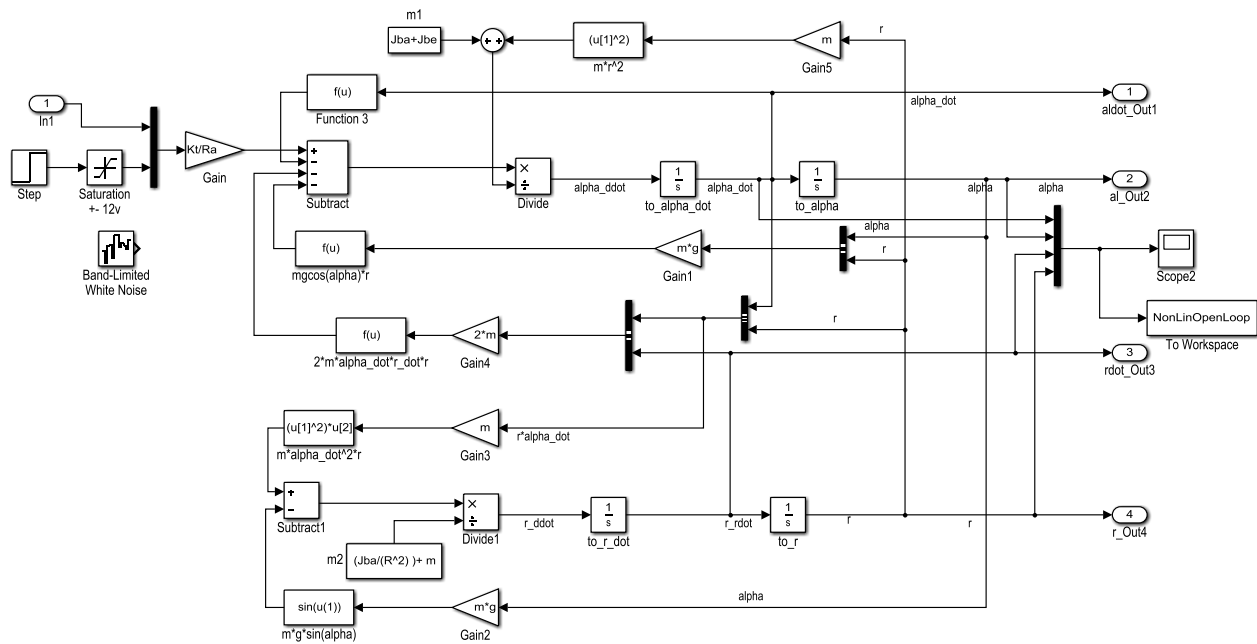 m1
Jba+Jbe
+ +
(u[1]^2)
m*r^2
m
Gain5
r
1
In1
f(u)
Function 3
alpha_dot
1
aldot_Out1
Step
Saturation
+- 12v
Kt/Ra
Gain
+
−
−
−
Subtract
×
÷
Divide
alpha_ddot
1
s
to_alpha_dot
alpha_dot
1
s
to_alpha
alpha
alpha
alpha
2
al_Out2
Band-Limited
White Noise
f(u)
mgcos(alpha)*r
m*g
Gain1
alpha
r
Scope2
f(u)
2*m*alpha_dot*r_dot*r
2*m
Gain4
r
NonLinOpenLoop
To Workspace
3
rdot_Out3
(u[1]^2)*u[2]
m*alpha_dot^2*r
m
Gain3
r*alpha_dot
+
−
Subtract1
×
÷
Divide1
r_ddot
1
s
to_r_dot
r_rdot
1
s
to_r
r
r
4
r_Out4
m2
(Jba/(R^2) )+ m
sin(u(1))
m*g*sin(alpha)
m*g
Gain2
alpha